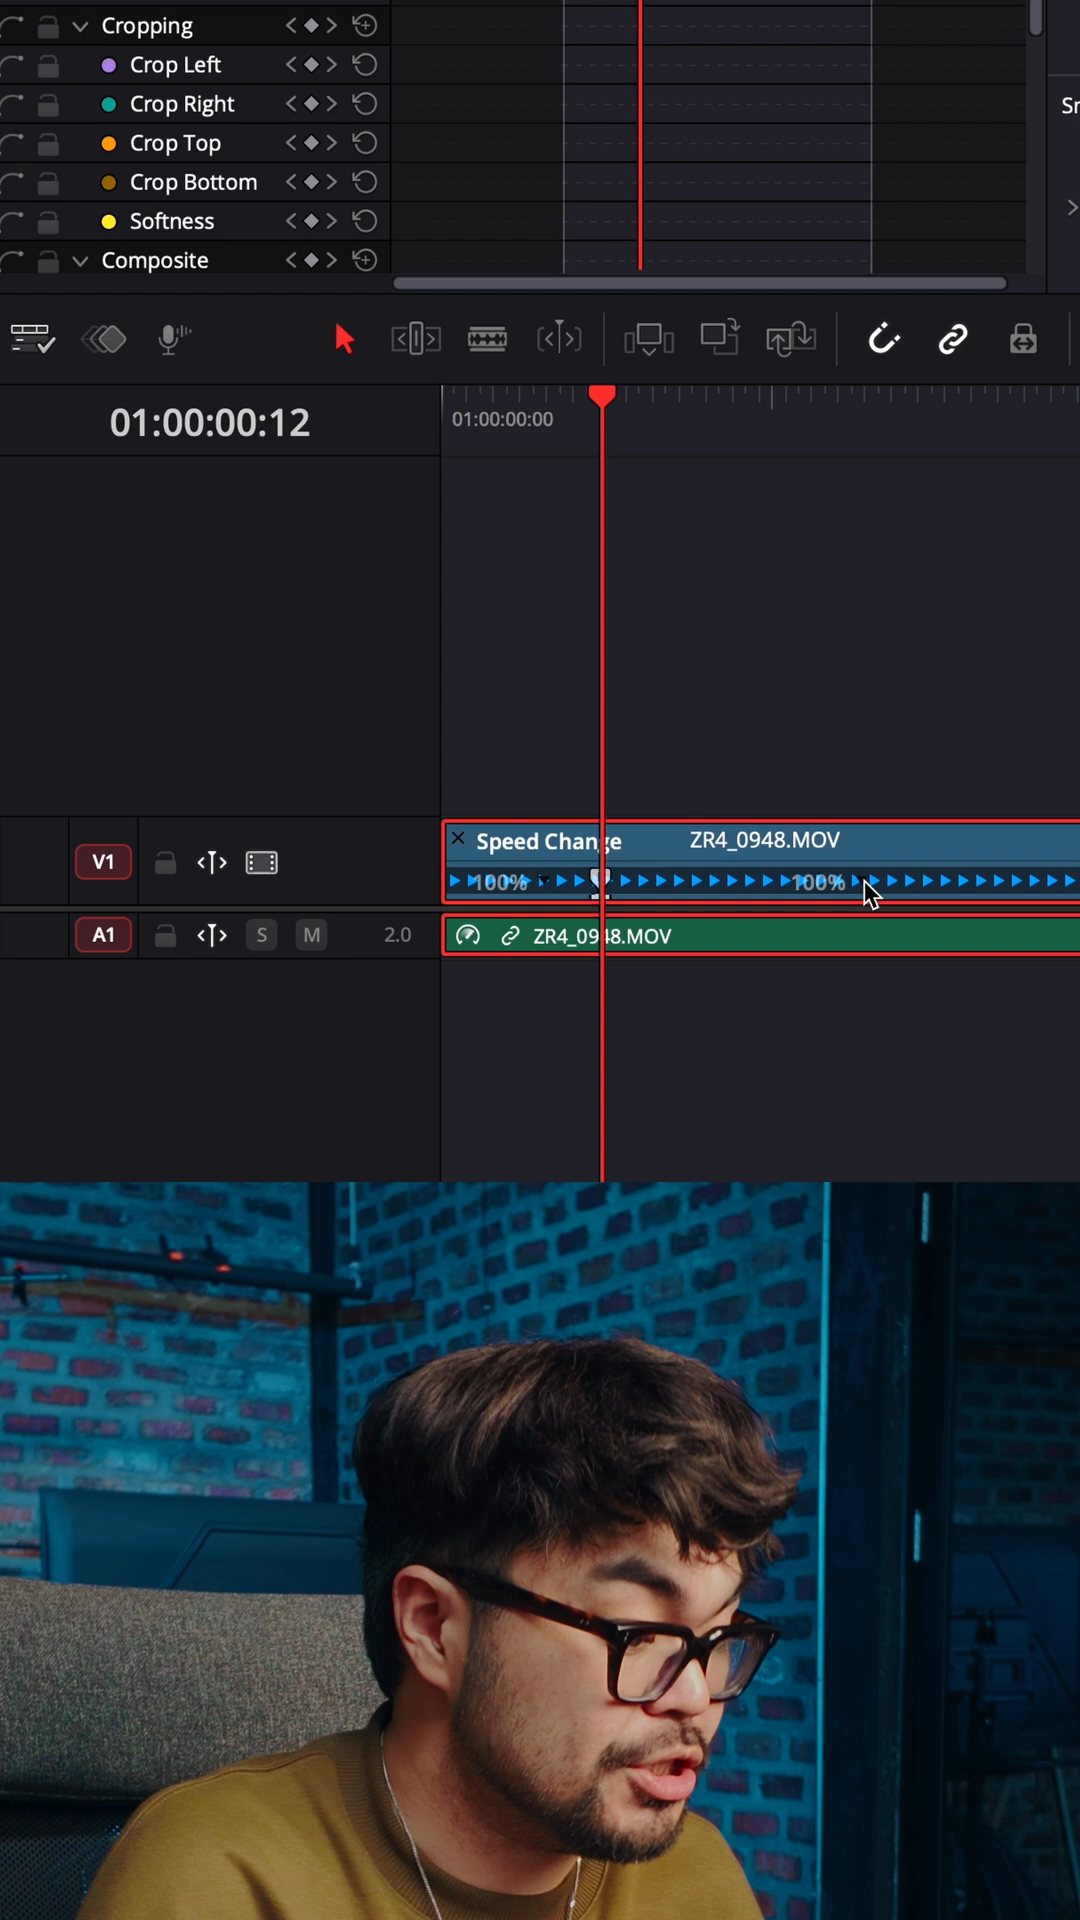 Cropping
Crop Left
Crop Right
Crop Top
Crop Bottom
Softness
Composite
01:00:00:12
01:00:00:00
V1
Speed Change
ZR4_0948.MOV
100%
100%
A1
S
M
2.0
ZR4_0948.MOV